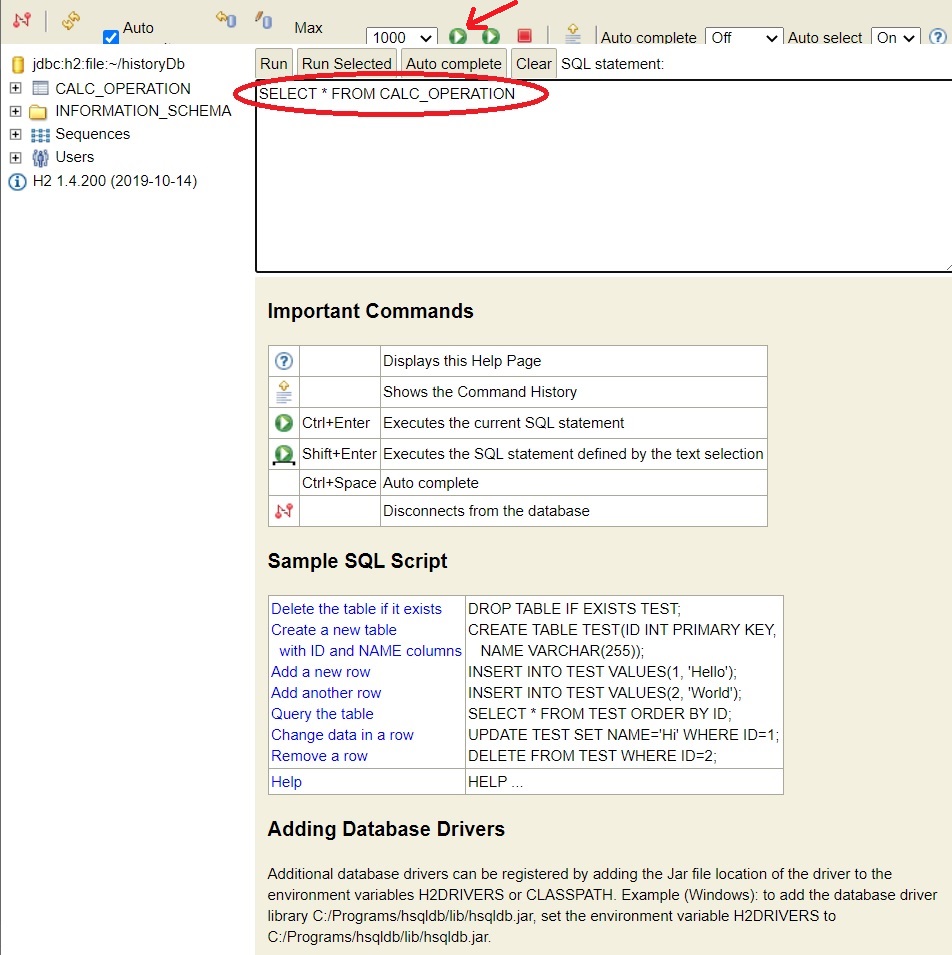 Auto
Max
1000
Auto complete Off Auto select On
jdbc:h2:file:~/historyDb
CALC_OPERATION
INFORMATION_SCHEMA
Sequences
Users
H2 1.4.200 (2019-10-14)
Run Run Selected Auto complete Clear SQL statement:
SELECT * FROM CALC_OPERATION
Important Commands
Displays this Help Page
Shows the Command History
Ctrl+Enter Executes the current SQL statement
Shift+Enter Executes the SQL statement defined by the text selection
Ctrl+Space Auto complete
Disconnects from the database
Sample SQL Script
Delete the table if it exists DROP TABLE IF EXISTS TEST;
Create a new table CREATE TABLE TEST(ID INT PRIMARY KEY,
with ID and NAME columns NAME VARCHAR(255));
Add a new row INSERT INTO TEST VALUES(1, 'Hello');
Add another row INSERT INTO TEST VALUES(2, 'World');
Query the table SELECT * FROM TEST ORDER BY ID;
Change data in a row UPDATE TEST SET NAME='Hi' WHERE ID=1;
Remove a row DELETE FROM TEST WHERE ID=2;
Help HELP ...
Adding Database Drivers
Additional database drivers can be registered by adding the Jar file location of the driver to the
environment variables H2DRIVERS or CLASSPATH. Example (Windows): to add the database driver
library C:/Programs/hsqldb/lib/hsqldb.jar, set the environment variable H2DRIVERS to
C:/Programs/hsqldb/lib/hsqldb.jar.